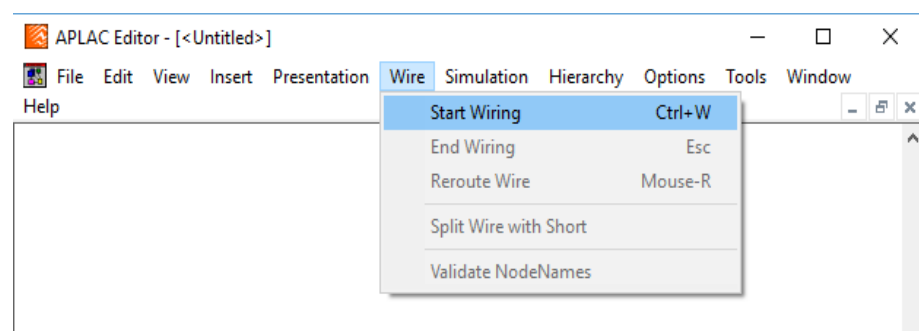 APLAC Editor - [<Untitled>]
File Edit View Insert Presentation Wire Simulation Hierarchy Options Tools Window
Help
Start Wiring Ctrl+W
End Wiring Esc
Reroute Wire Mouse-R
Split Wire with Short
Validate NodeNames